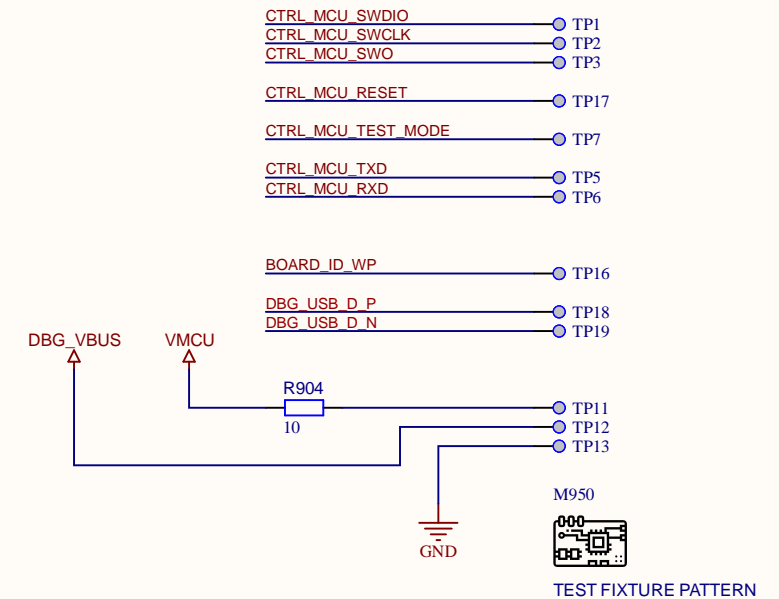 CTRL_MCU_SWDIO TP1
CTRL_MCU_SWCLK TP2
CTRL_MCU_SWO TP3
CTRL_MCU_RESET TP17
CTRL_MCU_TEST_MODE TP7
CTRL_MCU_TXD TP5
CTRL_MCU_RXD TP6
BOARD_ID_WP TP16
DBG_USB_D_P TP18
DBG_USB_D_N TP19
DBG_VBUS VMCU
R904
TP11
10 TP12
TP13
M950
GND
TEST FIXTURE PATTERN